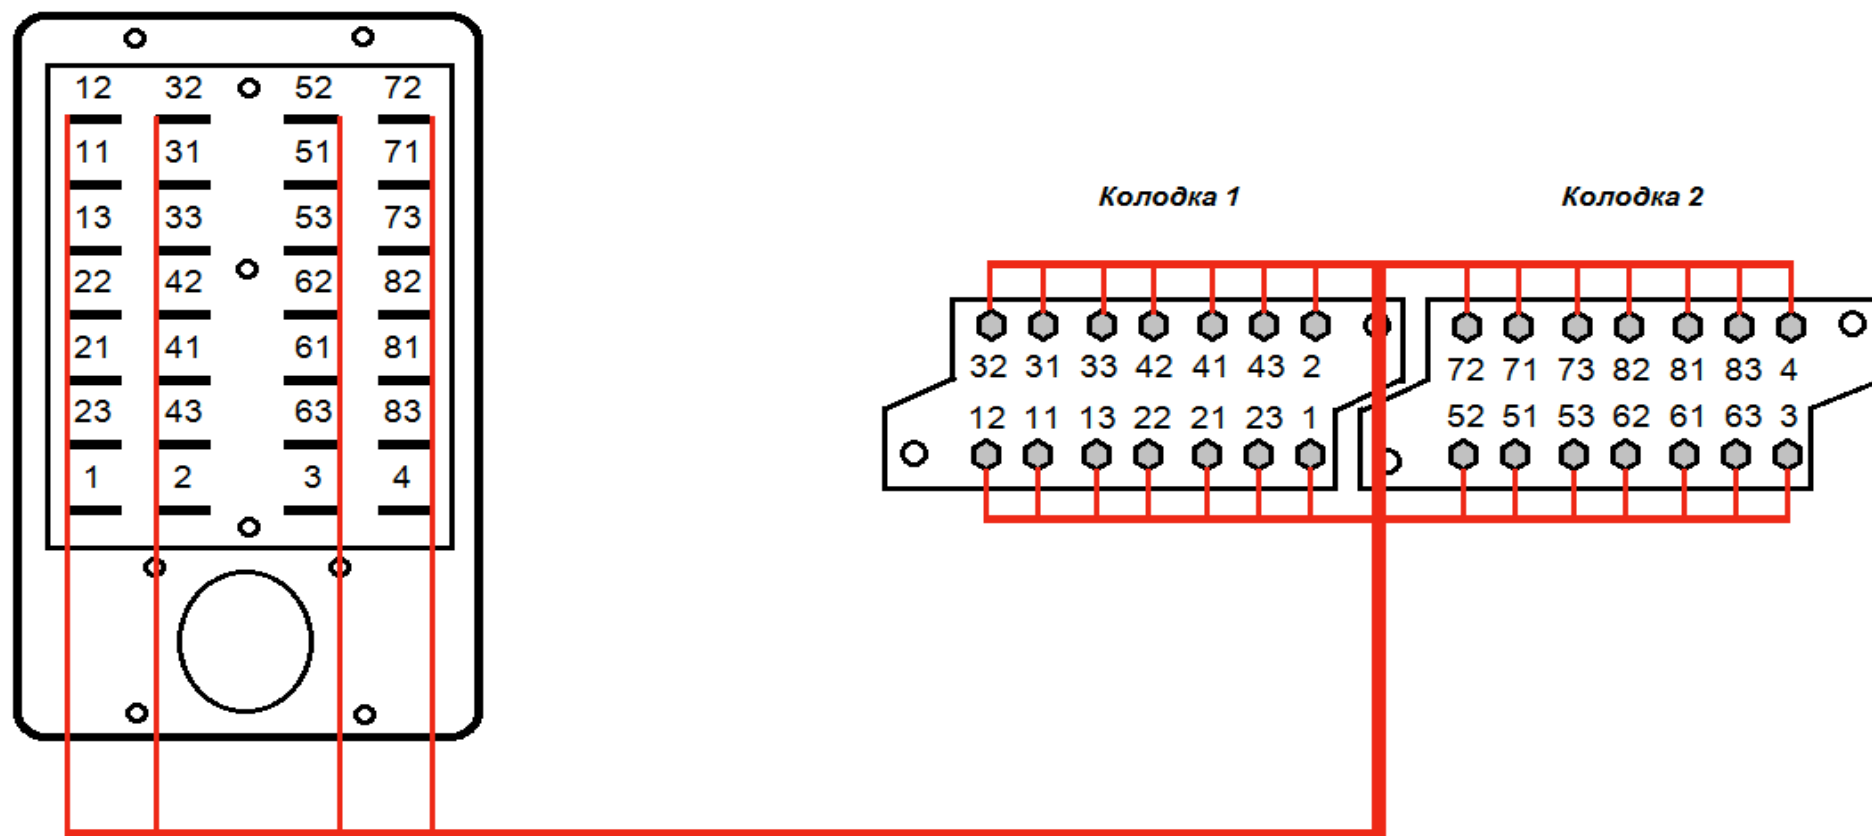 12 32 52 72
11 31 51 71
13 33 53 73
22 42 62 82
21 41 61 81
23 43 63 83
1 2 3 4
Колодка 1
32 31 33 42 41 43 2
12 11 13 22 21 23 1
Колодка 2
72 71 73 82 81 83 4
52 51 53 62 61 63 3